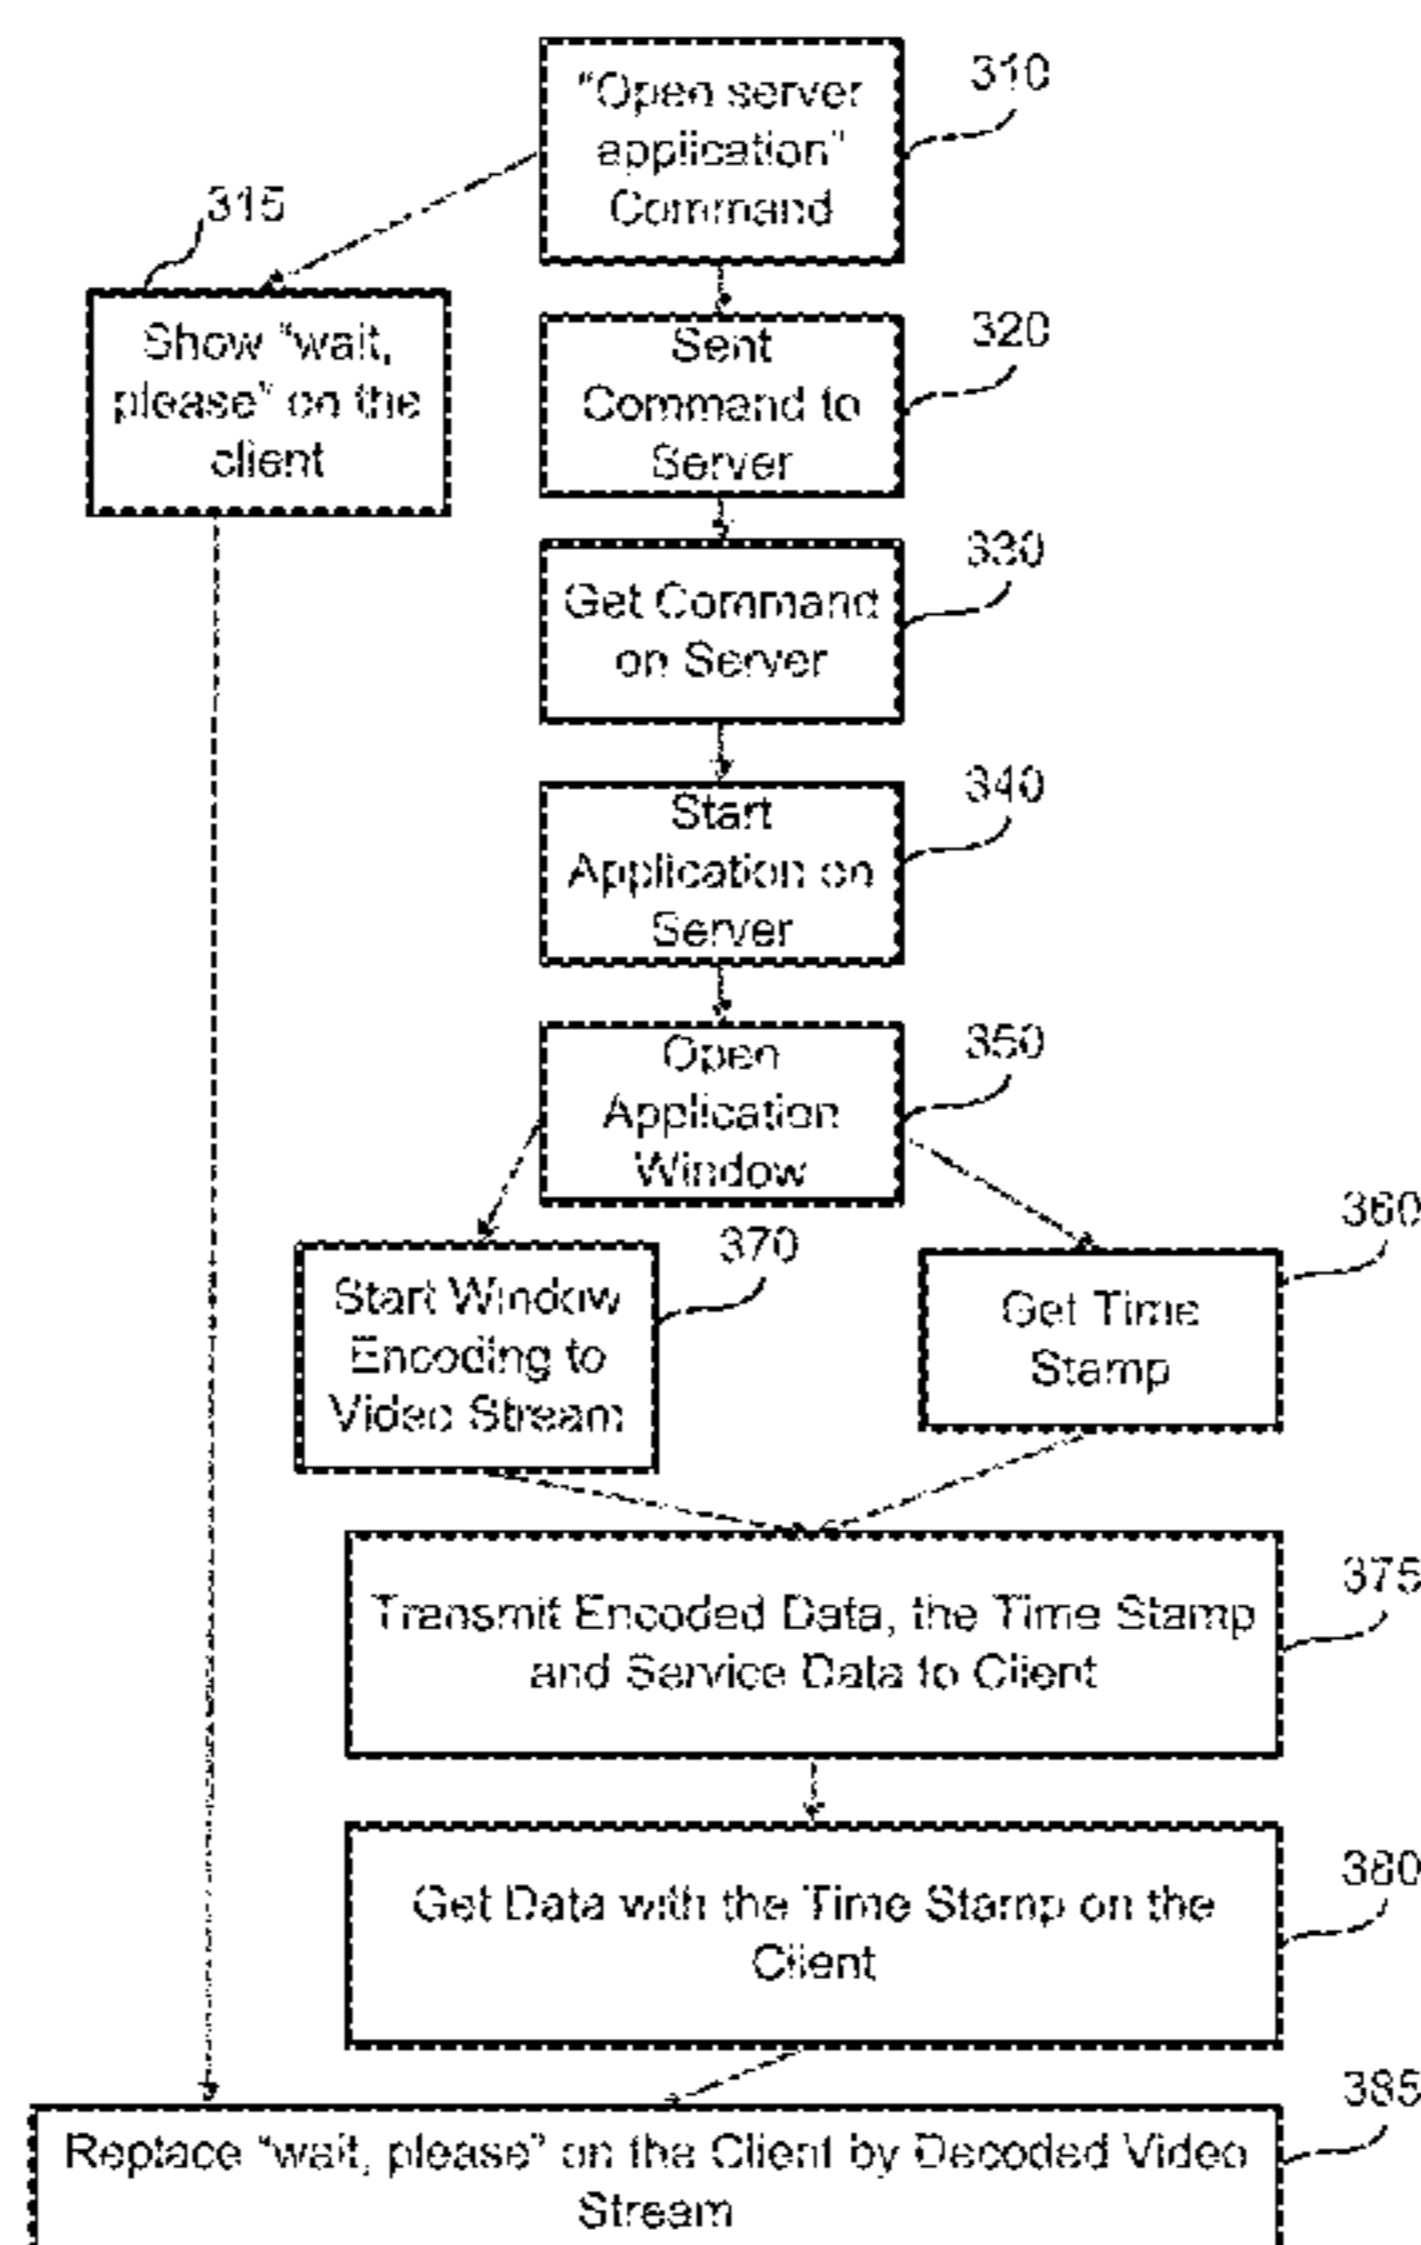 "Open server
application"
Command
310
315
Show "wait,
please" on the
client
Sent
Command to
Server
320
Get Command
on Server
330
Start
Application on
Server
340
Open
Application
Window
350
Start Window
Encoding to
Video Stream
370
Get Time
Stamp
360
Transmit Encoded Data, the Time Stamp
and Service Data to Client
375
Get Data with the Time Stamp on the
Client
380
Replace "wait, please" on the Client by Decoded Video
Stream
385